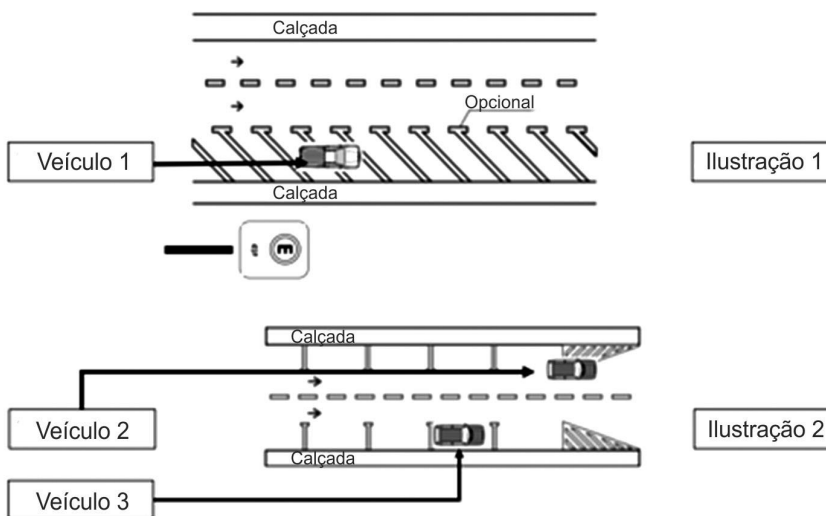 Calçada
Opcional
Veículo 1
Ilustração 1
Calçada
E
Calçada
Veículo 2
Ilustração 2
Calçada
Veículo 3